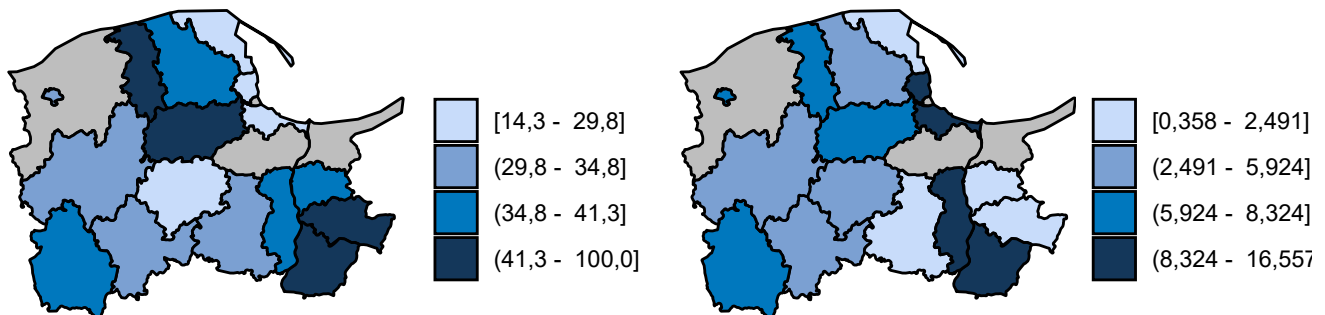 [14,3 - 29,8]
(29,8 - 34,8]
(34,8 - 41,3]
(41,3 - 100,0]
[0,358 - 2,491]
(2,491 - 5,924]
(5,924 - 8,324]
(8,324 - 16,557